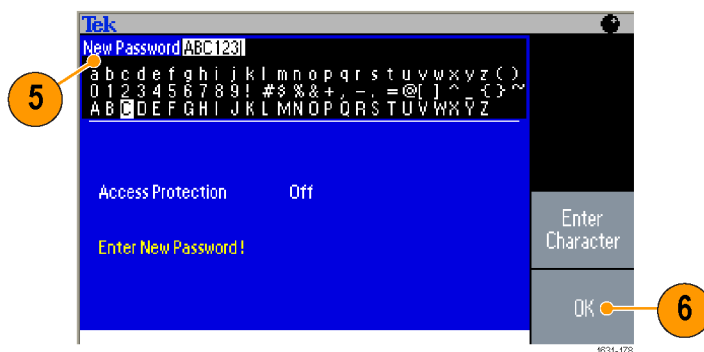 Tek
New Password ABC123
a b c d e f g h i j k l m n o p q r s t u v w x y z ( )
0 1 2 3 4 5 6 7 8 9 ! # $ % & + , - . = @ [ ] ^ _ { } ~
A B C D E F G H I J K L M N O P Q R S T U V W X Y Z
5
Access Protection Off
Enter New Password!
Enter
Character
OK
6
1631-178